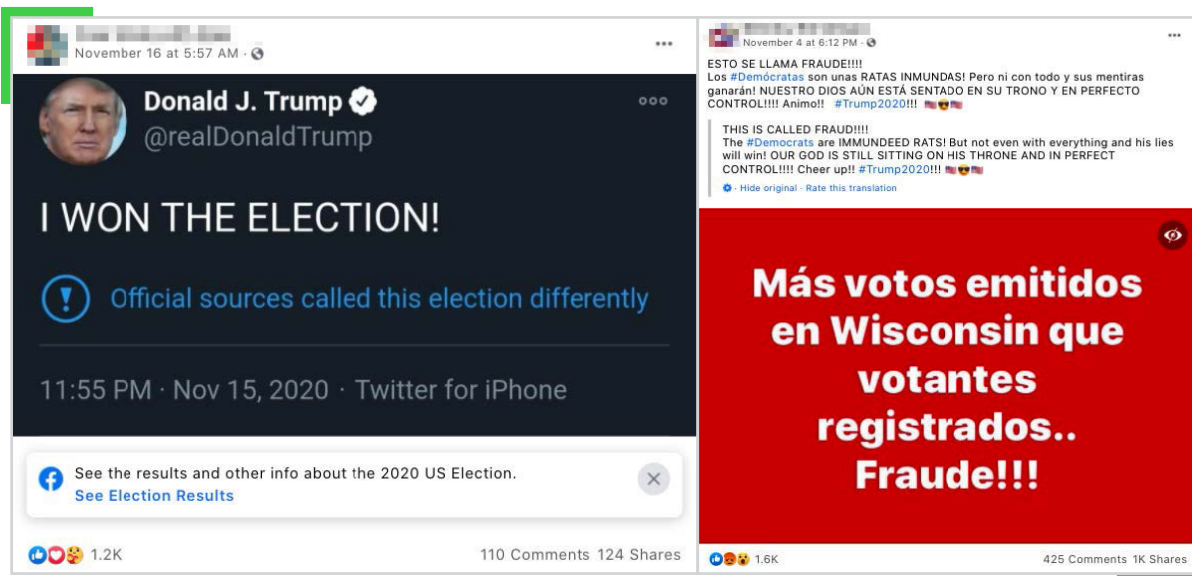 November 16 at 5:57 AM
Donald J. Trump
@realDonaldTrump
I WON THE ELECTION!
Official sources called this election differently
11:55 PM · Nov 15, 2020 · Twitter for iPhone
See the results and other info about the 2020 US Election.
See Election Results
1.2K
110 Comments 124 Shares
November 4 at 6:12 PM
ESTO SE LLAMA FRAUDE!!!!
Los #Demócratas son unas RATAS INMUNDAS! Pero ni con todo y sus mentiras
ganarán! NUESTRO DIOS AÚN ESTÁ SENTADO EN SU TRONO Y EN PERFECTO
CONTROL!!!! Animo!! #Trump2020!!!
THIS IS CALLED FRAUD!!!!
The #Democrats are IMMUNDEED RATS! But not even with everything and his lies
will win! OUR GOD IS STILL SITTING ON HIS THRONE AND IN PERFECT
CONTROL!!!! Cheer up!! #Trump2020!!!
· Hide original · Rate this translation
Más votos emitidos
en Wisconsin que
votantes
registrados..
Fraude!!!
1.6K
425 Comments 1K Shares